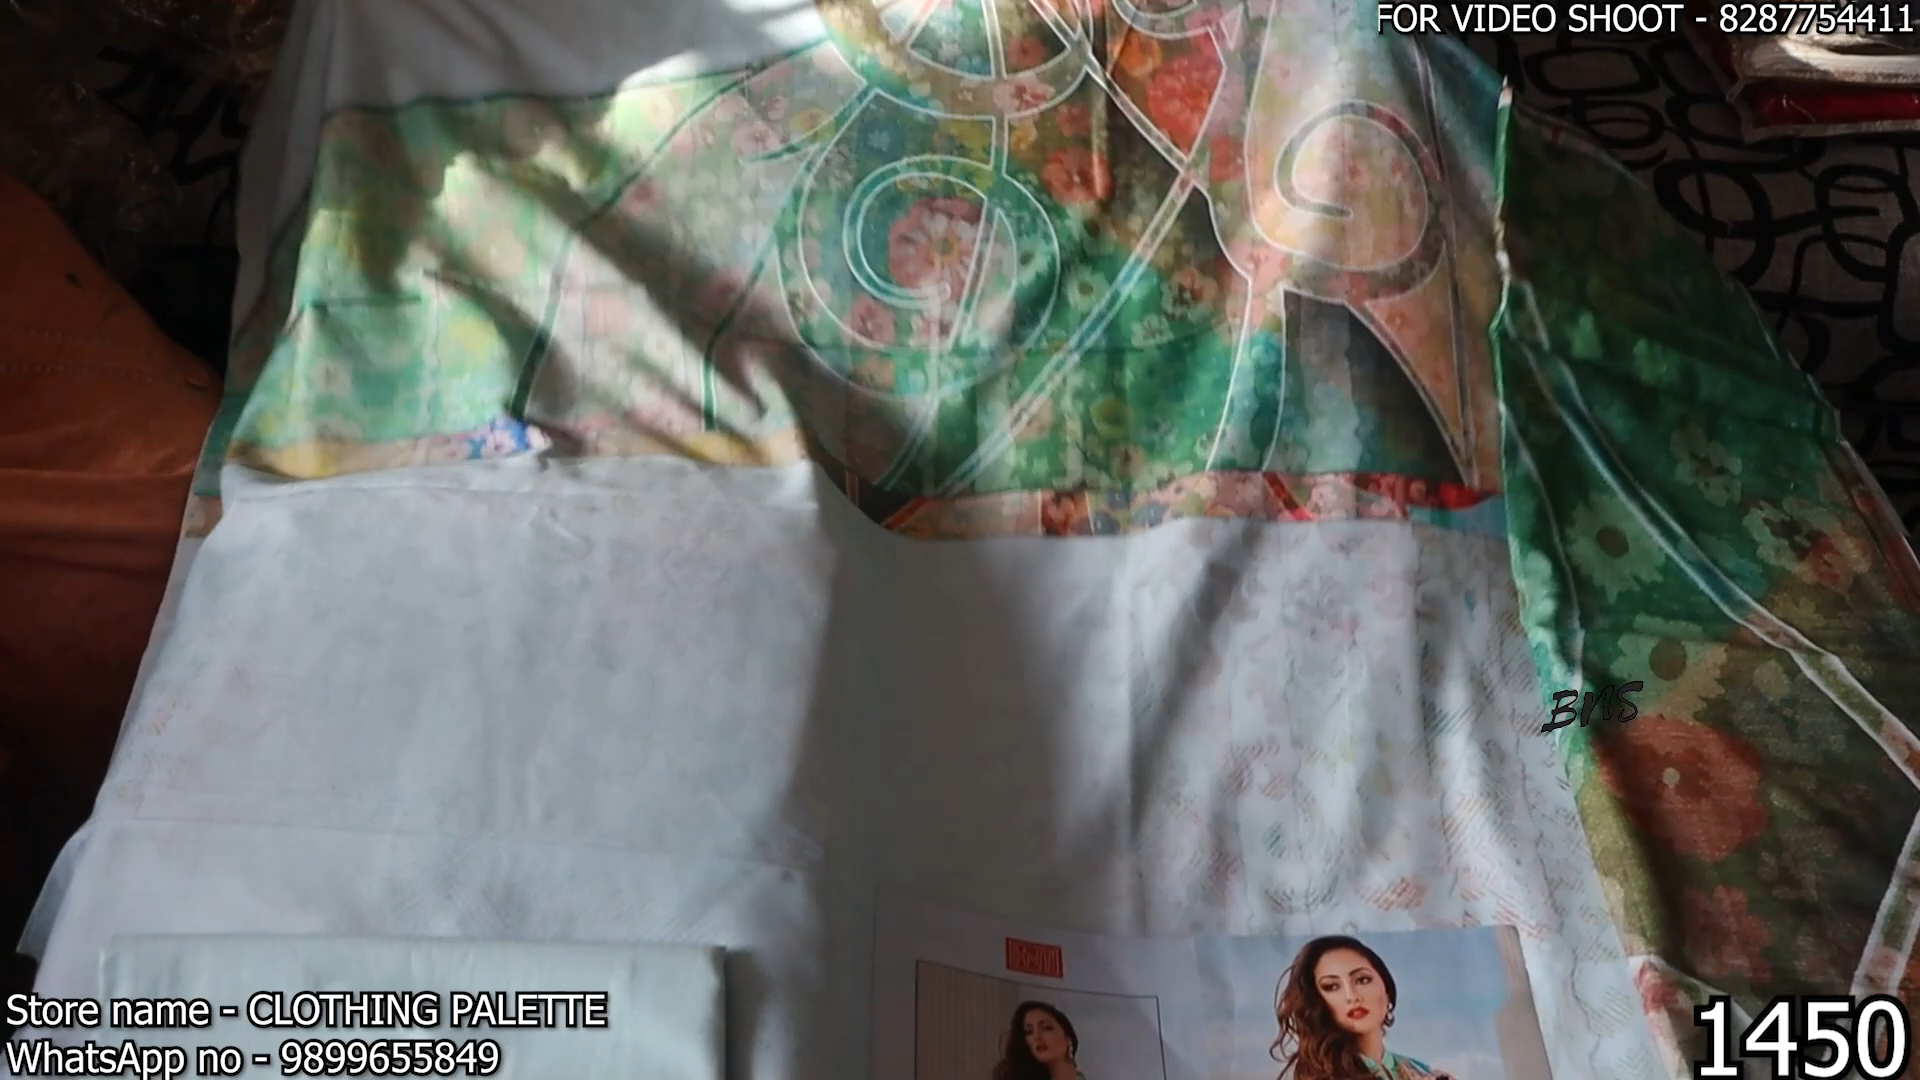 FOR VIDEO SHOOT - 8287754411
BNS
Store name - CLOTHING PALETTE
WhatsApp no - 9899655849
1450